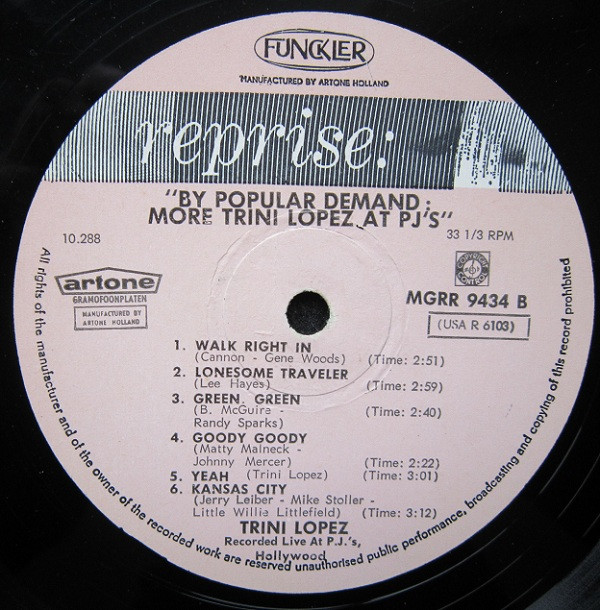 FUNCKLER
MANUFACTURED BY ARTONE HOLLAND
reprise:
"BY POPULAR DEMAND:
MORE TRINI LOPEZ AT PJ's"
10.288
33 1/3 RPM
artone
GRAMOFOONPLATEN
MANUFACTURED BY
ARTONE HOLLAND
COPYRIGHT
CONTROL
MGRR 9434 B
(USA R 6103)
1. WALK RIGHT IN
(Cannon - Gene Woods) (Time: 2:51)
2. LONESOME TRAVELER
(Lee Hayes) (Time: 2:59)
3. GREEN, GREEN
(B. McGuire - (Time: 2:40)
Randy Sparks)
4. GOODY GOODY
(Matty Malneck -
Johnny Mercer) (Time: 2:22)
5. YEAH (Trini Lopez) (Time: 3:01)
6. KANSAS CITY
(Jerry Leiber - Mike Stoller -
Little Willie Littlefield) (Time: 3:12)
TRINI LOPEZ
Recorded Live At P.J.'s,
Hollywood
All rights of the manufacturer and of the owner of the recorded work are reserved unauthorised public performance, broadcasting and copying of this record prohibited